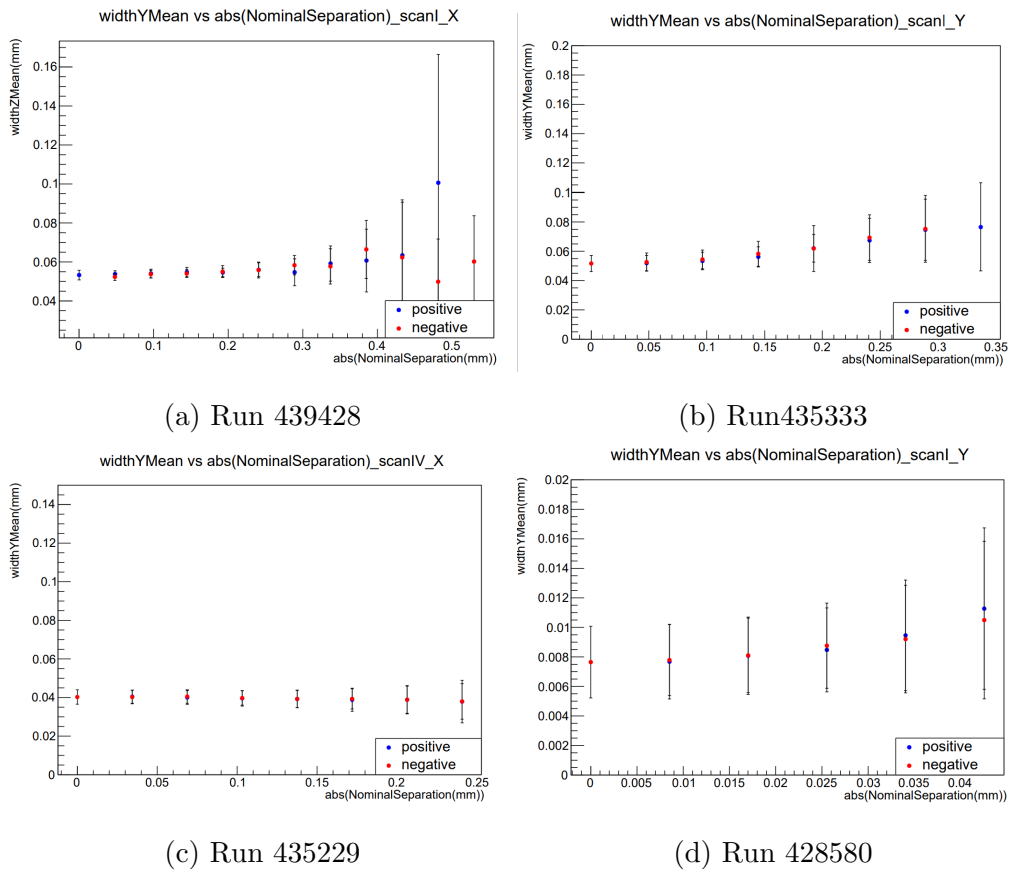 widthYMean vs abs(NominalSeparation)_scanI_X
widthZMean(mm)
0.16
0.14
0.12
0.1
0.08
0.06
0.04
0 0.1 0.2 0.3 0.4 0.5
abs(NominalSeparation(mm))
positive
negative
(a) Run 439428
widthYMean vs abs(NominalSeparation)_scanI_Y
widthYMean(mm)
0.2
0.18
0.16
0.14
0.12
0.1
0.08
0.06
0.04
0.02
0
0 0.05 0.1 0.15 0.2 0.25 0.3 0.35
abs(NominalSeparation(mm))
positive
negative
(b) Run435333
widthYMean vs abs(NominalSeparation)_scanIV_X
widthYMean(mm)
0.14
0.12
0.1
0.08
0.06
0.04
0.02
0
0 0.05 0.1 0.15 0.2 0.25
abs(NominalSeparation(mm))
positive
negative
(c) Run 435229
widthYMean vs abs(NominalSeparation)_scanI_Y
widthYMean(mm)
0.02
0.018
0.016
0.014
0.012
0.01
0.008
0.006
0.004
0.002
0
0 0.005 0.01 0.015 0.02 0.025 0.03 0.035 0.04
abs(NominalSeparation(mm))
positive
negative
(d) Run 428580